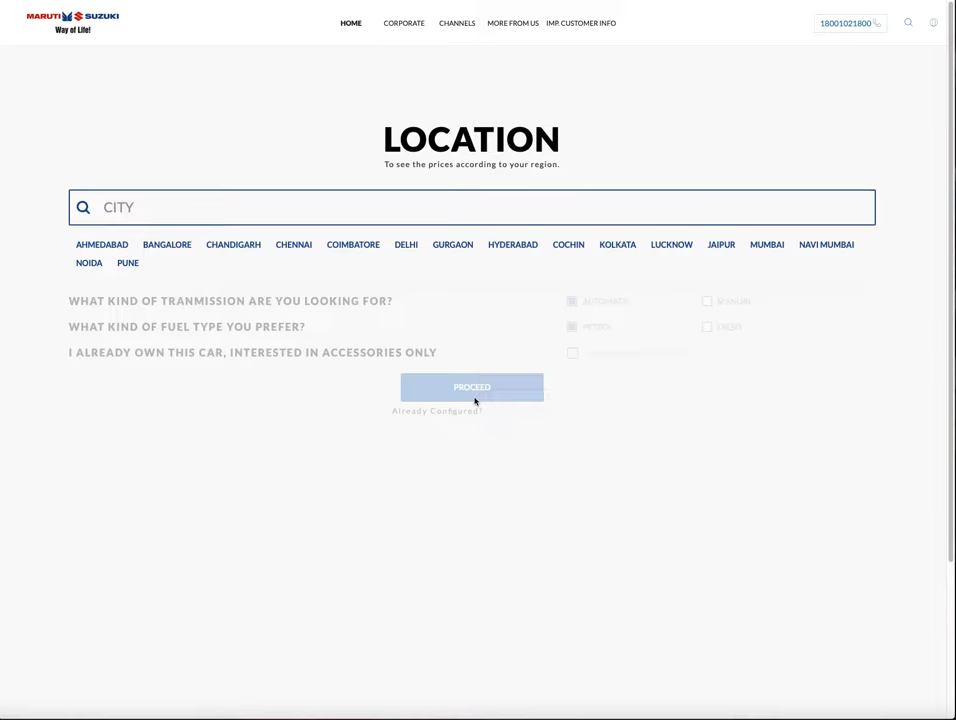 MARUTI SUZUKI
Way of Life!
HOME CORPORATE CHANNELS MORE FROM US IMP. CUSTOMER INFO
18001021800
LOCATION
To see the prices according to your region.
CITY
AHMEDABAD BANGALORE CHANDIGARH CHENNAI COIMBATORE DELHI GURGAON HYDERABAD COCHIN KOLKATA LUCKNOW JAIPUR MUMBAI NAVI MUMBAI
NOIDA PUNE
WHAT KIND OF TRANMISSION ARE YOU LOOKING FOR? AUTOMATIC MANUAL
WHAT KIND OF FUEL TYPE YOU PREFER? PETROL
I ALREADY OWN THIS CAR, INTERESTED IN ACCESSORIES ONLY
PROCEED
Already Configured?